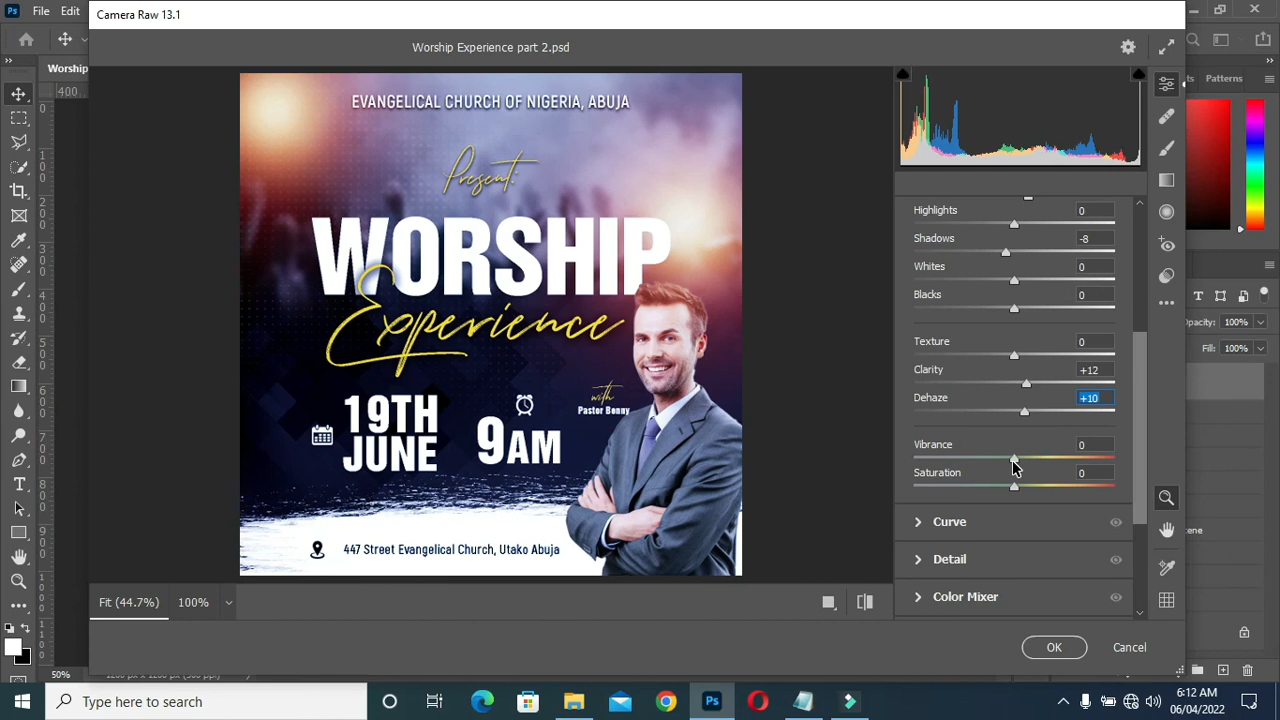 Ps File Edit
Camera Raw 13.1
Worship Experience part 2.psd
Worship
Patterns
400
EVANGELICAL CHURCH OF NIGERIA, ABUJA
Present:
WORSHIP
Experience
with
Pastor Benny
19TH
JUNE
9AM
447 Street Evangelical Church, Utako Abuja
Highlights 0
Shadows -8
Whites 0
Blacks 0
Texture 0
Clarity +12
Dehaze +10
Vibrance 0
Saturation 0
Curve
Detail
Color Mixer
Opacity: 100%
Fill: 100%
Fit (44.7%) 100%
OK Cancel
50%
Type here to search
Ps
6:12 AM
06/04/2022